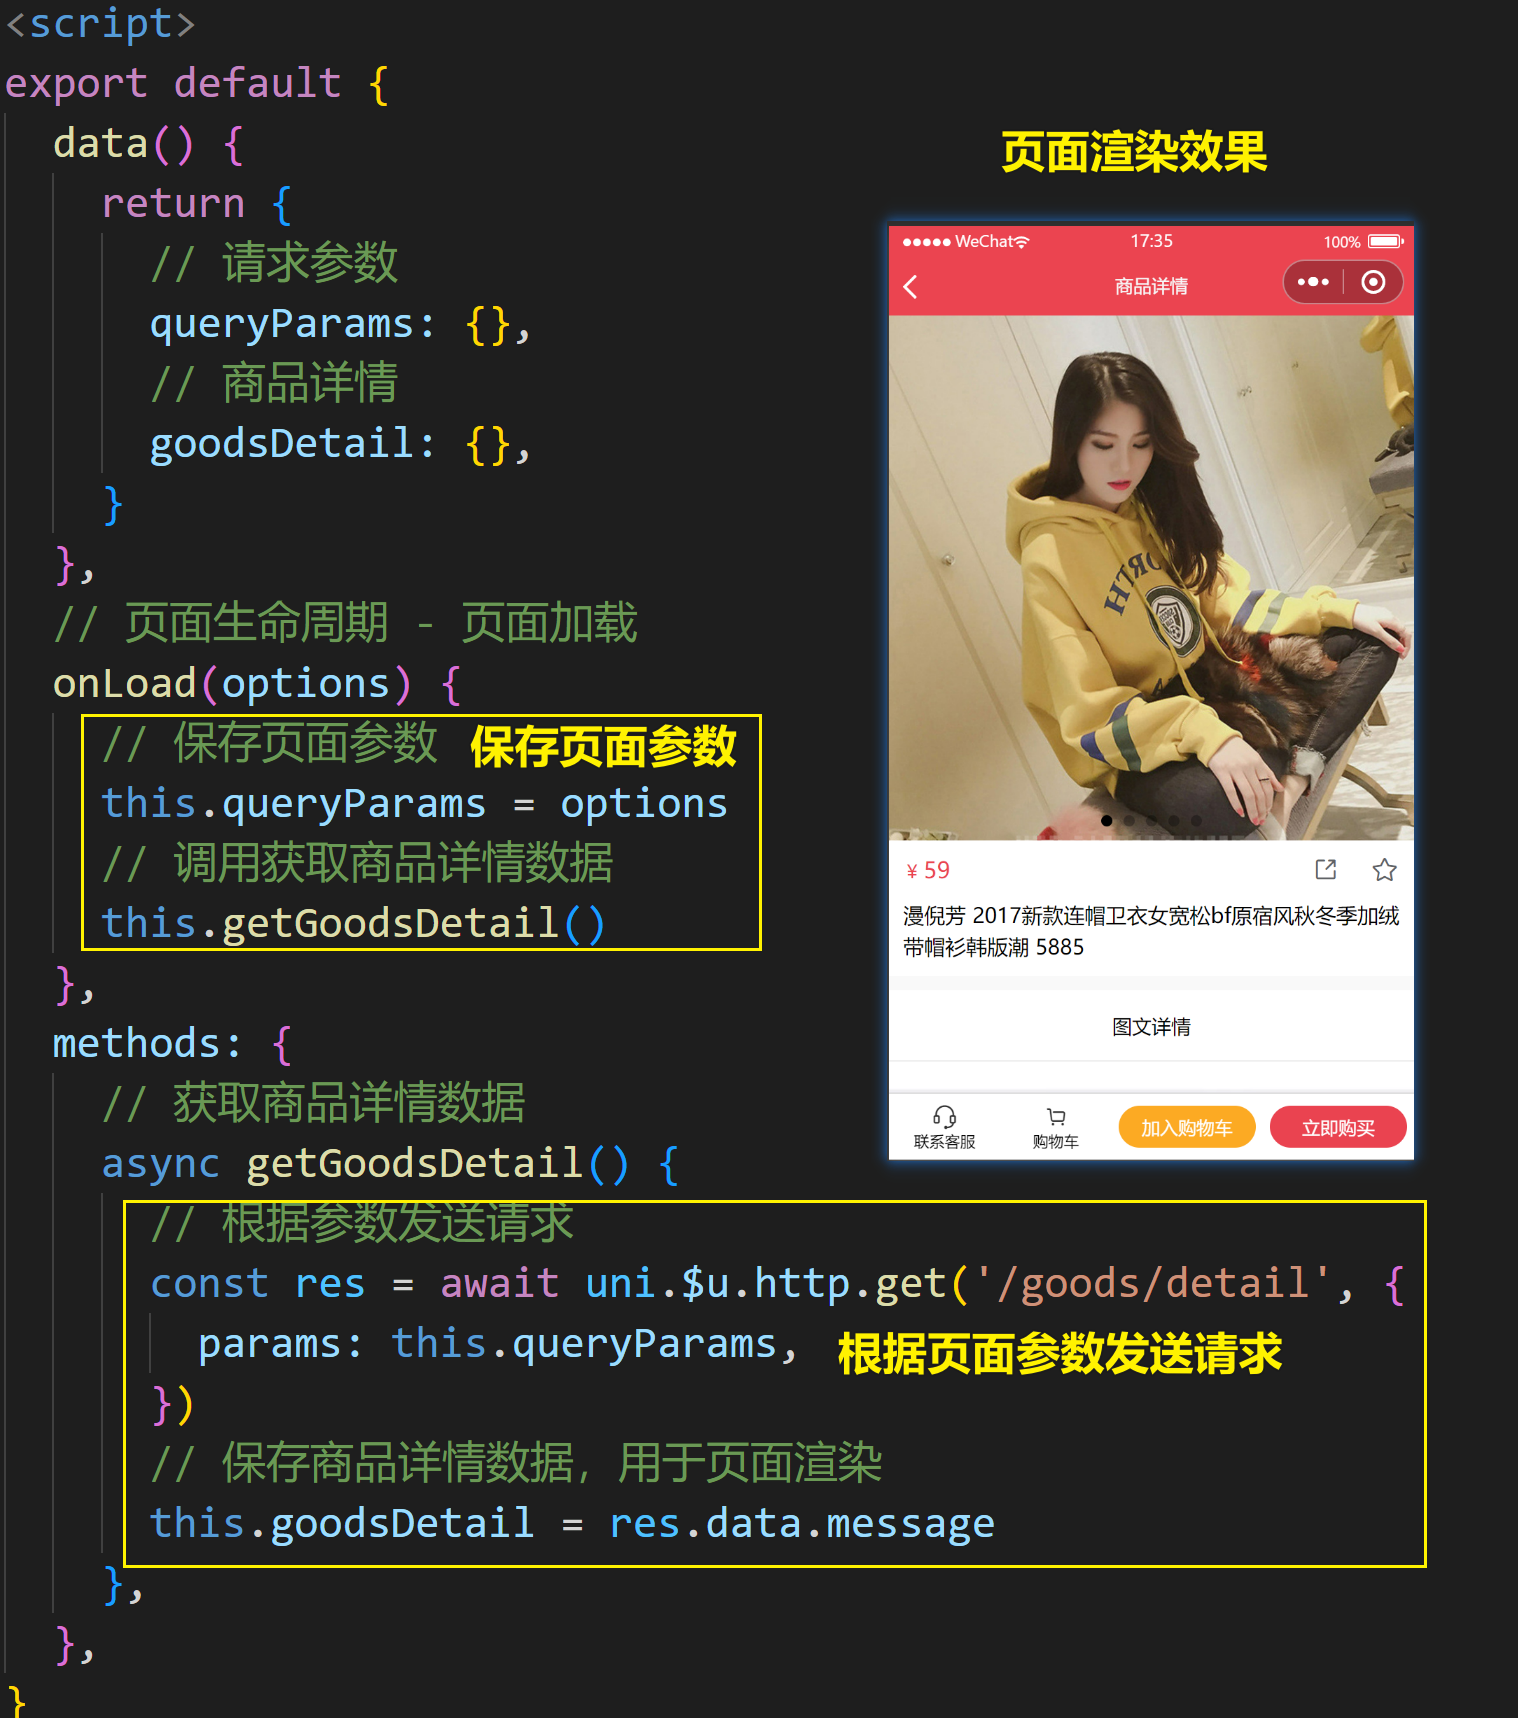 <script>
export default {
data() {
return {
// 请求参数
queryParams: {},
// 商品详情
goodsDetail: {},
}
},
// 页面生命周期 - 页面加载
onLoad(options) {
// 保存页面参数 保存页面参数
this.queryParams = options
// 调用获取商品详情数据
this.getGoodsDetail()
},
methods: {
// 获取商品详情数据
async getGoodsDetail() {
// 根据参数发送请求
const res = await uni.$u.http.get('/goods/detail', {
params: this.queryParams, 根据页面参数发送请求
})
// 保存商品详情数据，用于页面渲染
this.goodsDetail = res.data.message
},
},
}
页面渲染效果
WeChat 17:35 100%
商品详情
ORTH
¥ 59
漫倪芳 2017新款连帽卫衣女宽松bf原宿风秋冬季加绒
带帽衫韩版潮 5885
图文详情
联系客服 购物车 加入购物车 立即购买